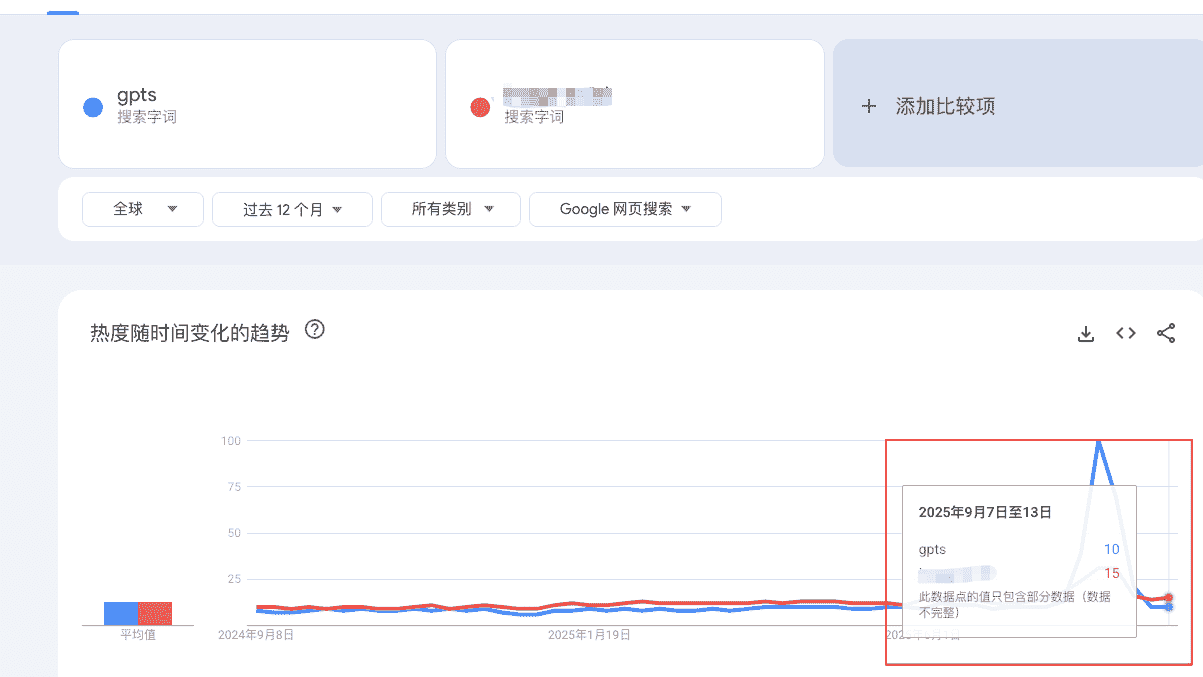 gpts
搜索字词
搜索字词
添加比较项
全球
过去 12 个月
所有类别
Google 网页搜索
热度随时间变化的趋势
100
75
50
25
2025年9月7日至13日
gpts
10
15
此数据点的值只包含部分数据（数据
不完整）
平均值
2024年9月8日
2025年1月19日